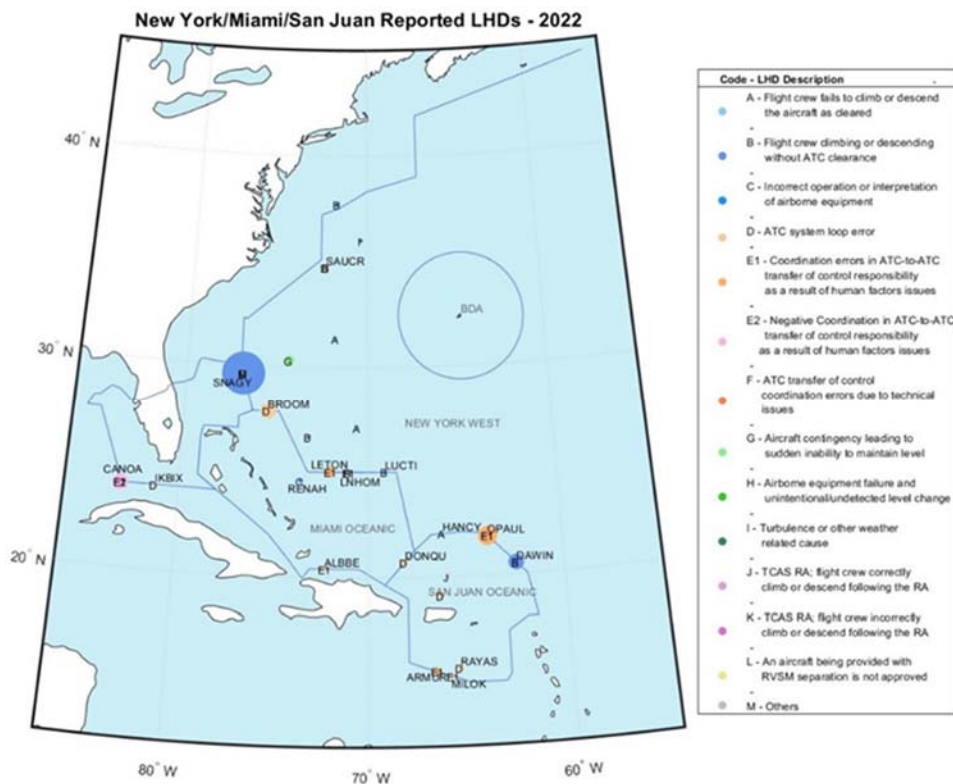 New York/Miami/San Juan Reported LHDs - 2022
40° N
30° N
20° N
80° W
70° W
60° W
B
SAUCR
BDA
A
G
SNAGY
D
BROOM
NEW YORK WEST
A
B
LETON
LUCTI
E1
B
RENAH
LNHOM
CANOA
E2
D
IKBIX
MIAMI OCEANIC
HANCY
OPAUL
A
E1
DAWIN
B
DONQU
D
ALBBE
E1
J
SAN JUAN OCEANIC
D
RAYAS
D
ARMUR
MILOK
Code - LHD Description
A - Flight crew fails to climb or descend
the aircraft as cleared
B - Flight crew climbing or descending
without ATC clearance
C - Incorrect operation or interpretation
of airborne equipment
D - ATC system loop error
E1 - Coordination errors in ATC-to-ATC
transfer of control responsibility
as a result of human factors issues
E2 - Negative Coordination in ATC-to-ATC
transfer of control responsibility
as a result of human factors issues
F - ATC transfer of control
coordination errors due to technical
issues
G - Aircraft contingency leading to
sudden inability to maintain level
H - Airborne equipment failure and
unintentional/undetected level change
I - Turbulence or other weather
related cause
J - TCAS RA; flight crew correctly
climb or descend following the RA
K - TCAS RA; flight crew incorrectly
climb or descend following the RA
L - An aircraft being provided with
RVSM separation is not approved
M - Others